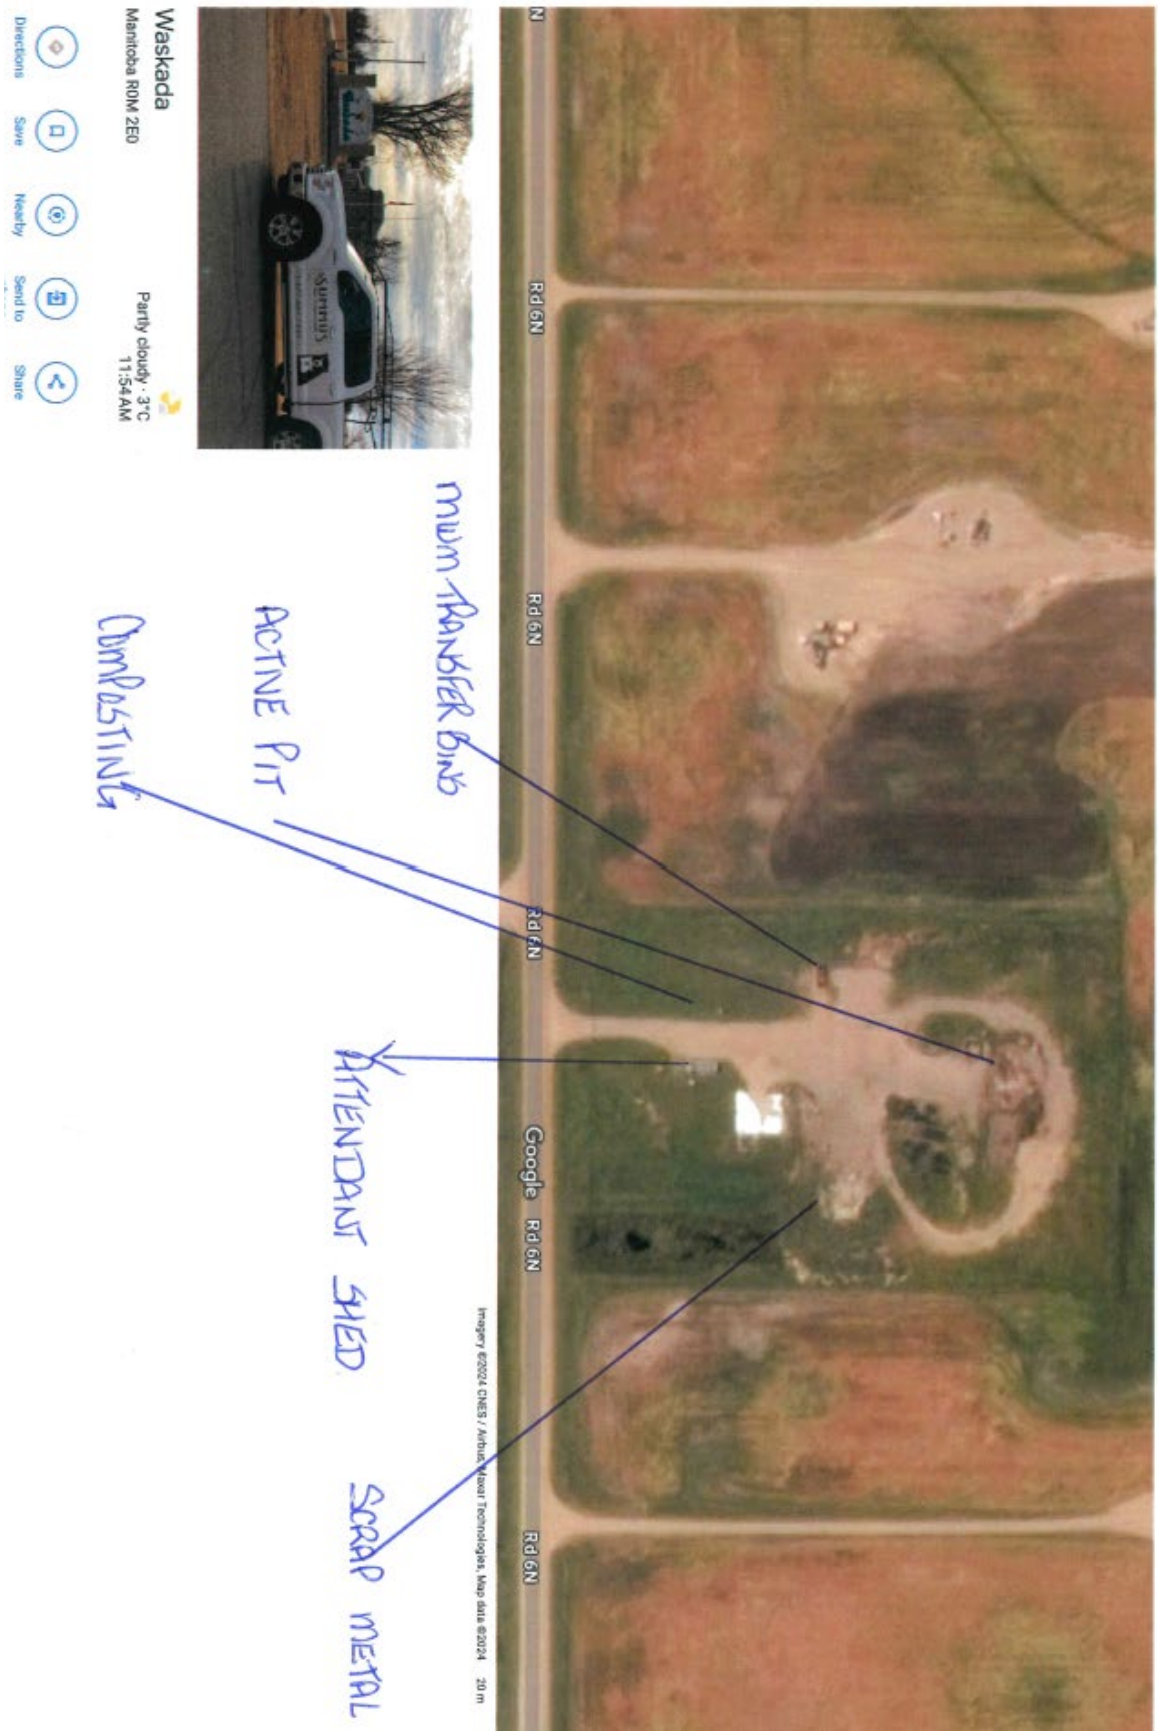 N
Rd 6N
Rd 6N
Rd 6N
Google
Rd 6N
Rd 6N
Imagery ©2024 CNES / Airbus, Maxar Technologies, Map data ©2024 20 m
SUMMUS
Waskada
Manitoba R0M 2E0
Partly cloudy · 3°C
11:54 AM
Directions
Save
Nearby
Send to
Share
MWM TRANSFER BINS
ACTIVE PIT
COMPOSTING
ATTENDANT SHED
SCRAP METAL